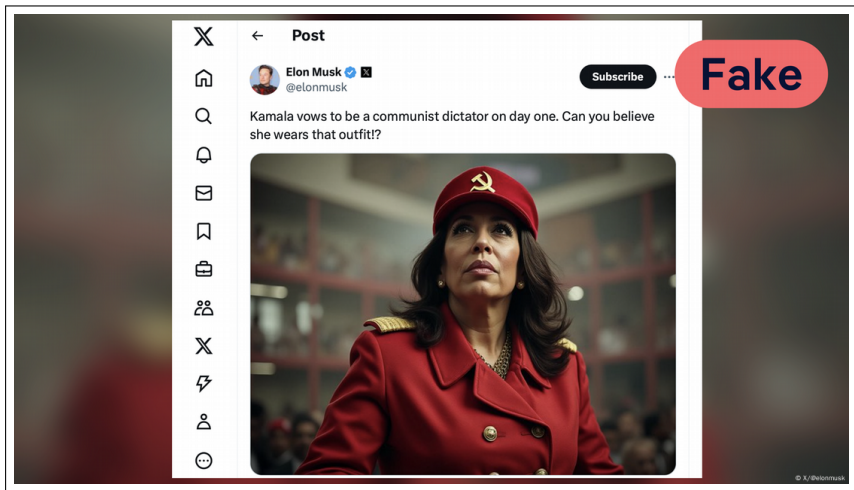 Post
Fake
Elon Musk
@elonmusk
Subscribe
Kamala vows to be a communist dictator on day one. Can you believe
she wears that outfit!?
© X/@elonmusk